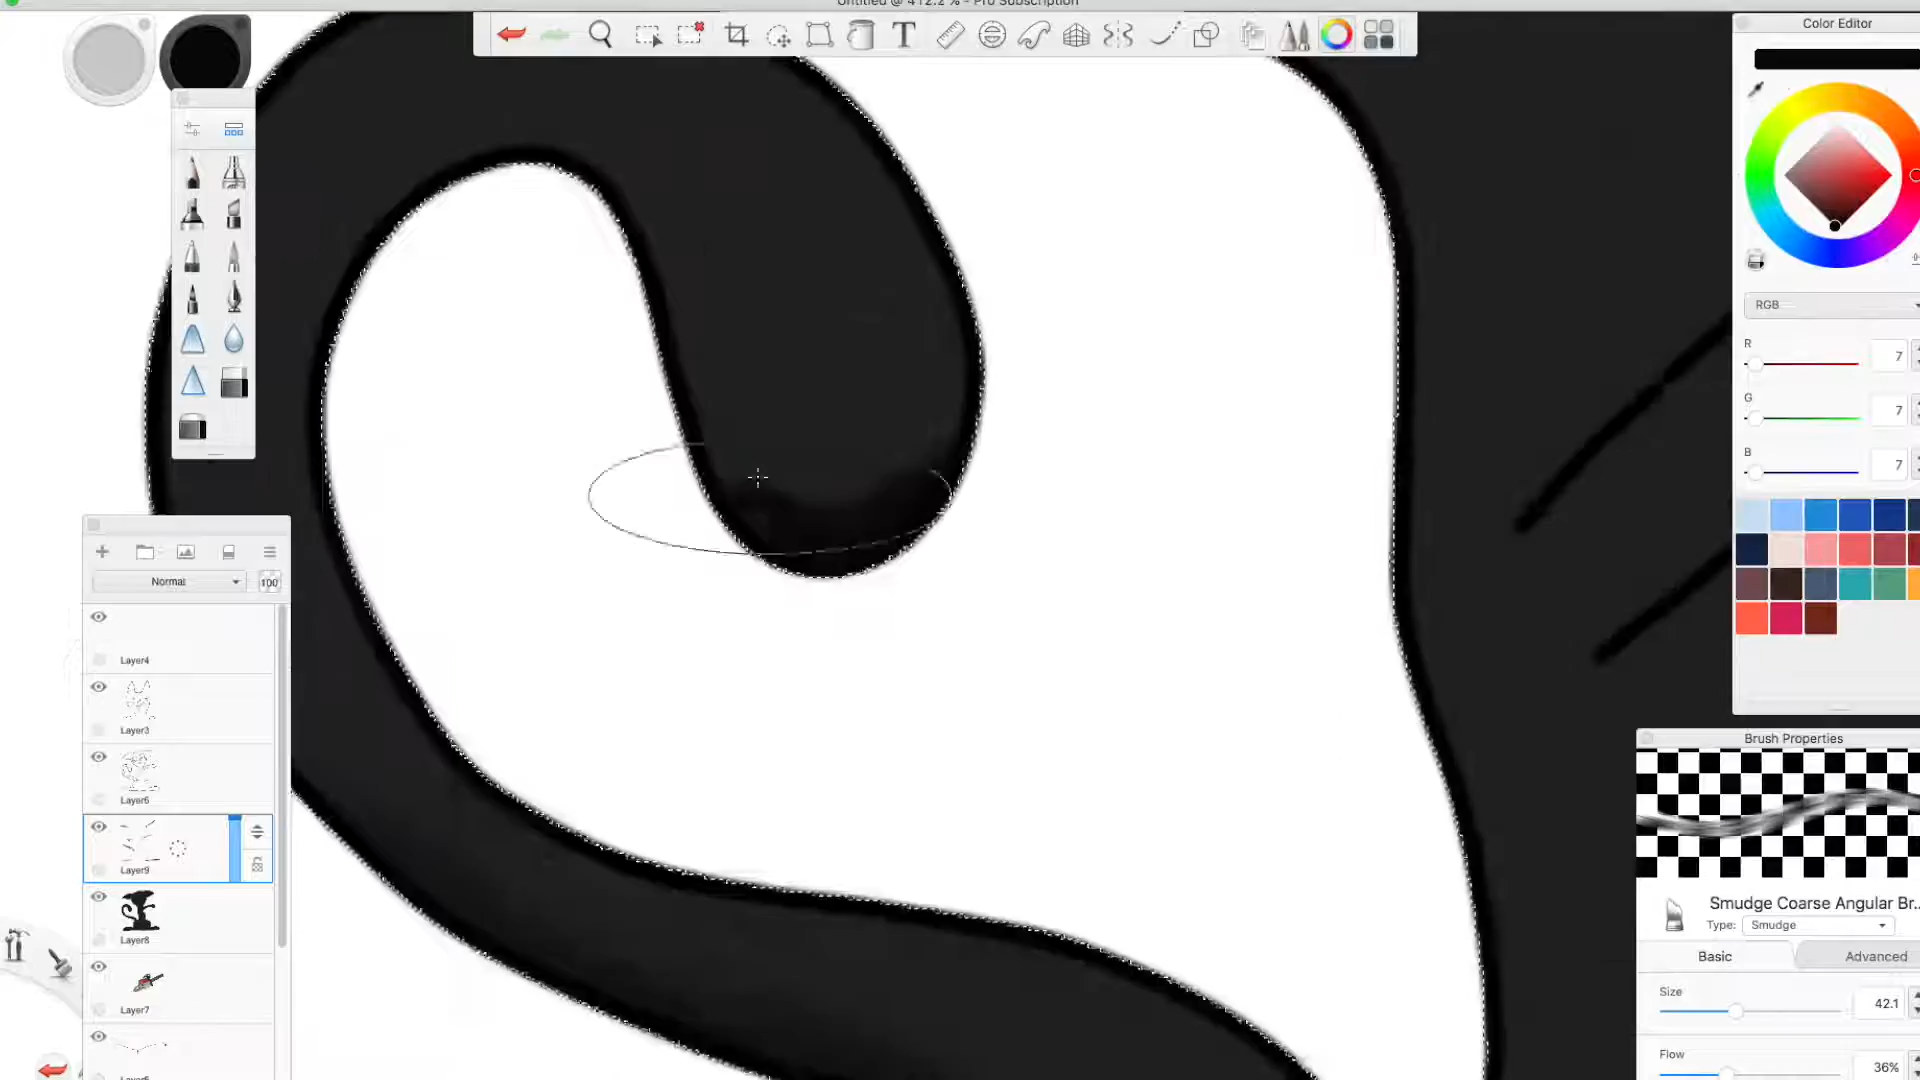 Untitled @ 412.2 % - Pro Subscription
Color Editor
T
RGB
R
7
G
7
B
7
Normal
100
Layer4
Layer3
Layer6
Layer9
Layer8
Layer7
Brush Properties
Smudge Coarse Angular Br...
Type:
Smudge
Basic
Advanced
Size
42.1
Flow
36%